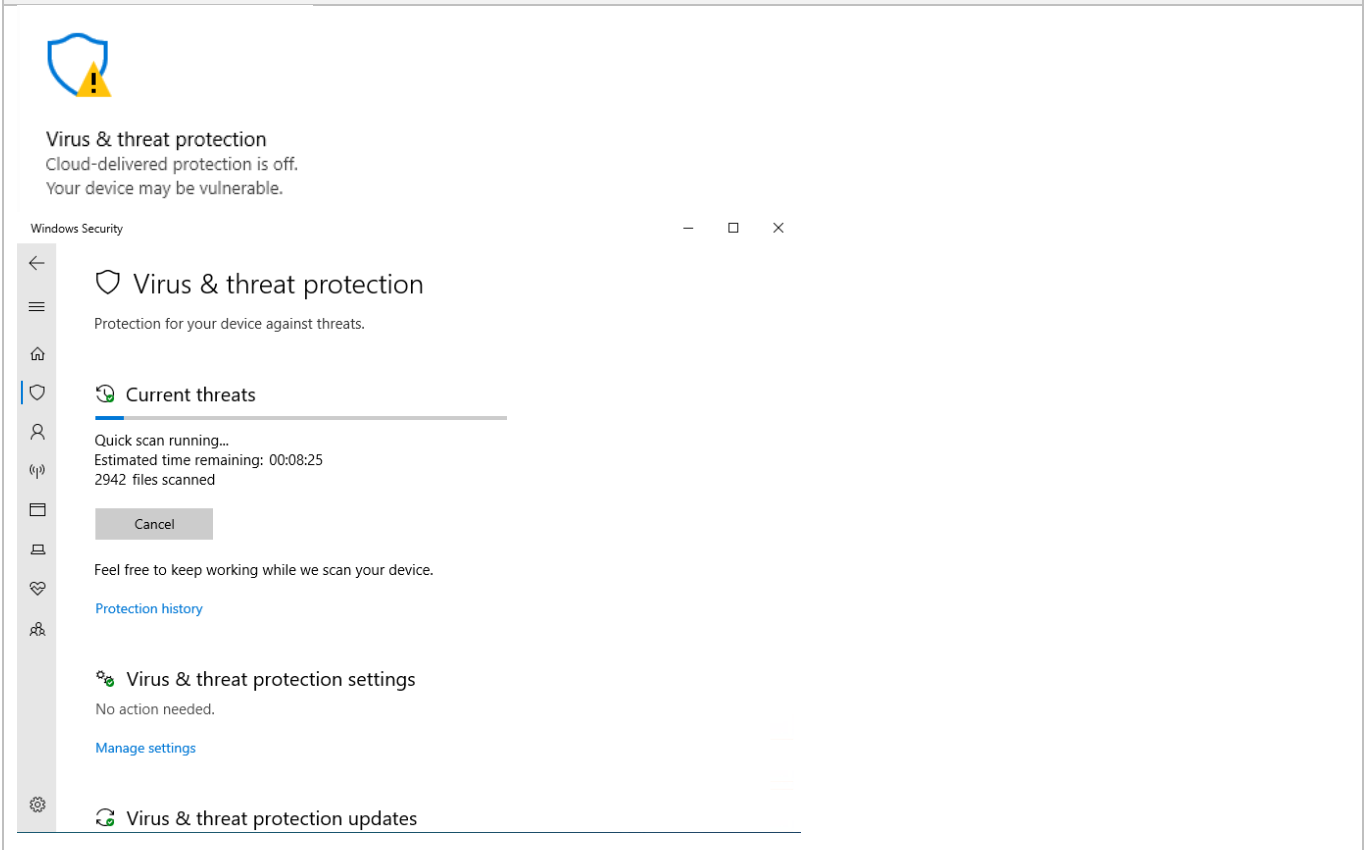 Virus & threat protection
Cloud-delivered protection is off.
Your device may be vulnerable.
Windows Security
Virus & threat protection
Protection for your device against threats.
Current threats
Quick scan running...
Estimated time remaining: 00:08:25
2942 files scanned
Cancel
Feel free to keep working while we scan your device.
Protection history
Virus & threat protection settings
No action needed.
Manage settings
Virus & threat protection updates